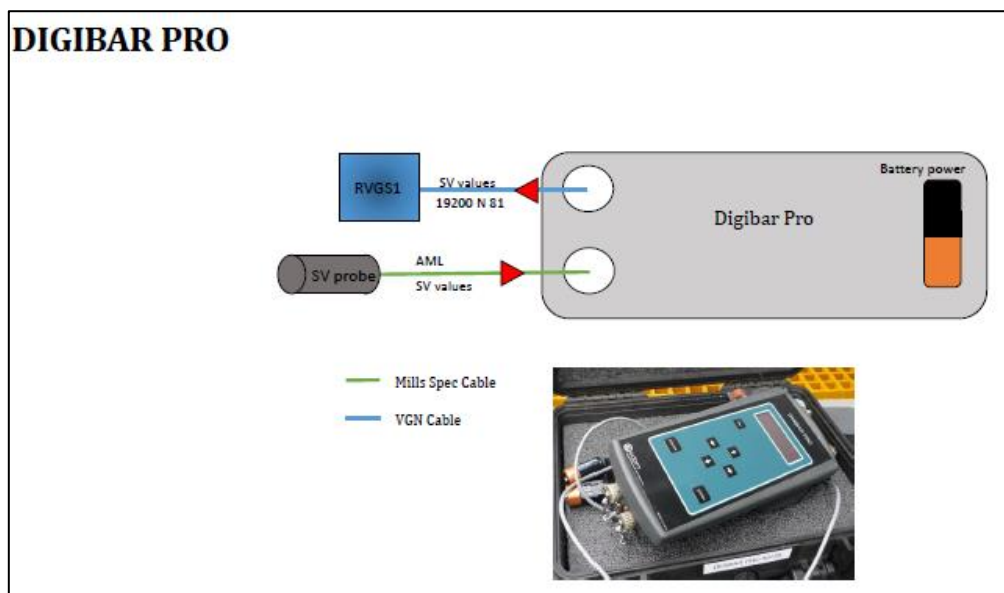 DIGIBAR PRO
Battery power
RVGS1
SV values
19200 N 81
Digibar Pro
SV probe
AML
SV values
Mills Spec Cable
VGN Cable